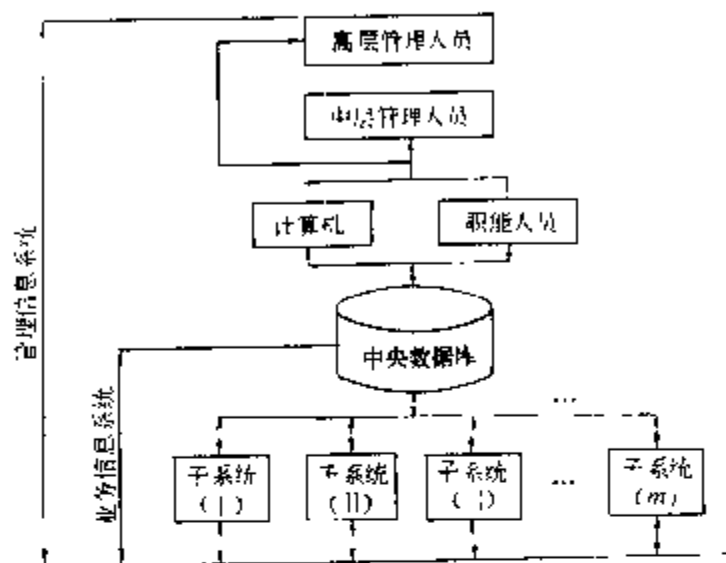 高层管理人员
中层管理人员
计算机
职能人员
管理信息系统
中央数据库
业务信息系统
...
子系统
(I)
子系统
(II)
子系统
...
子系统
(m)